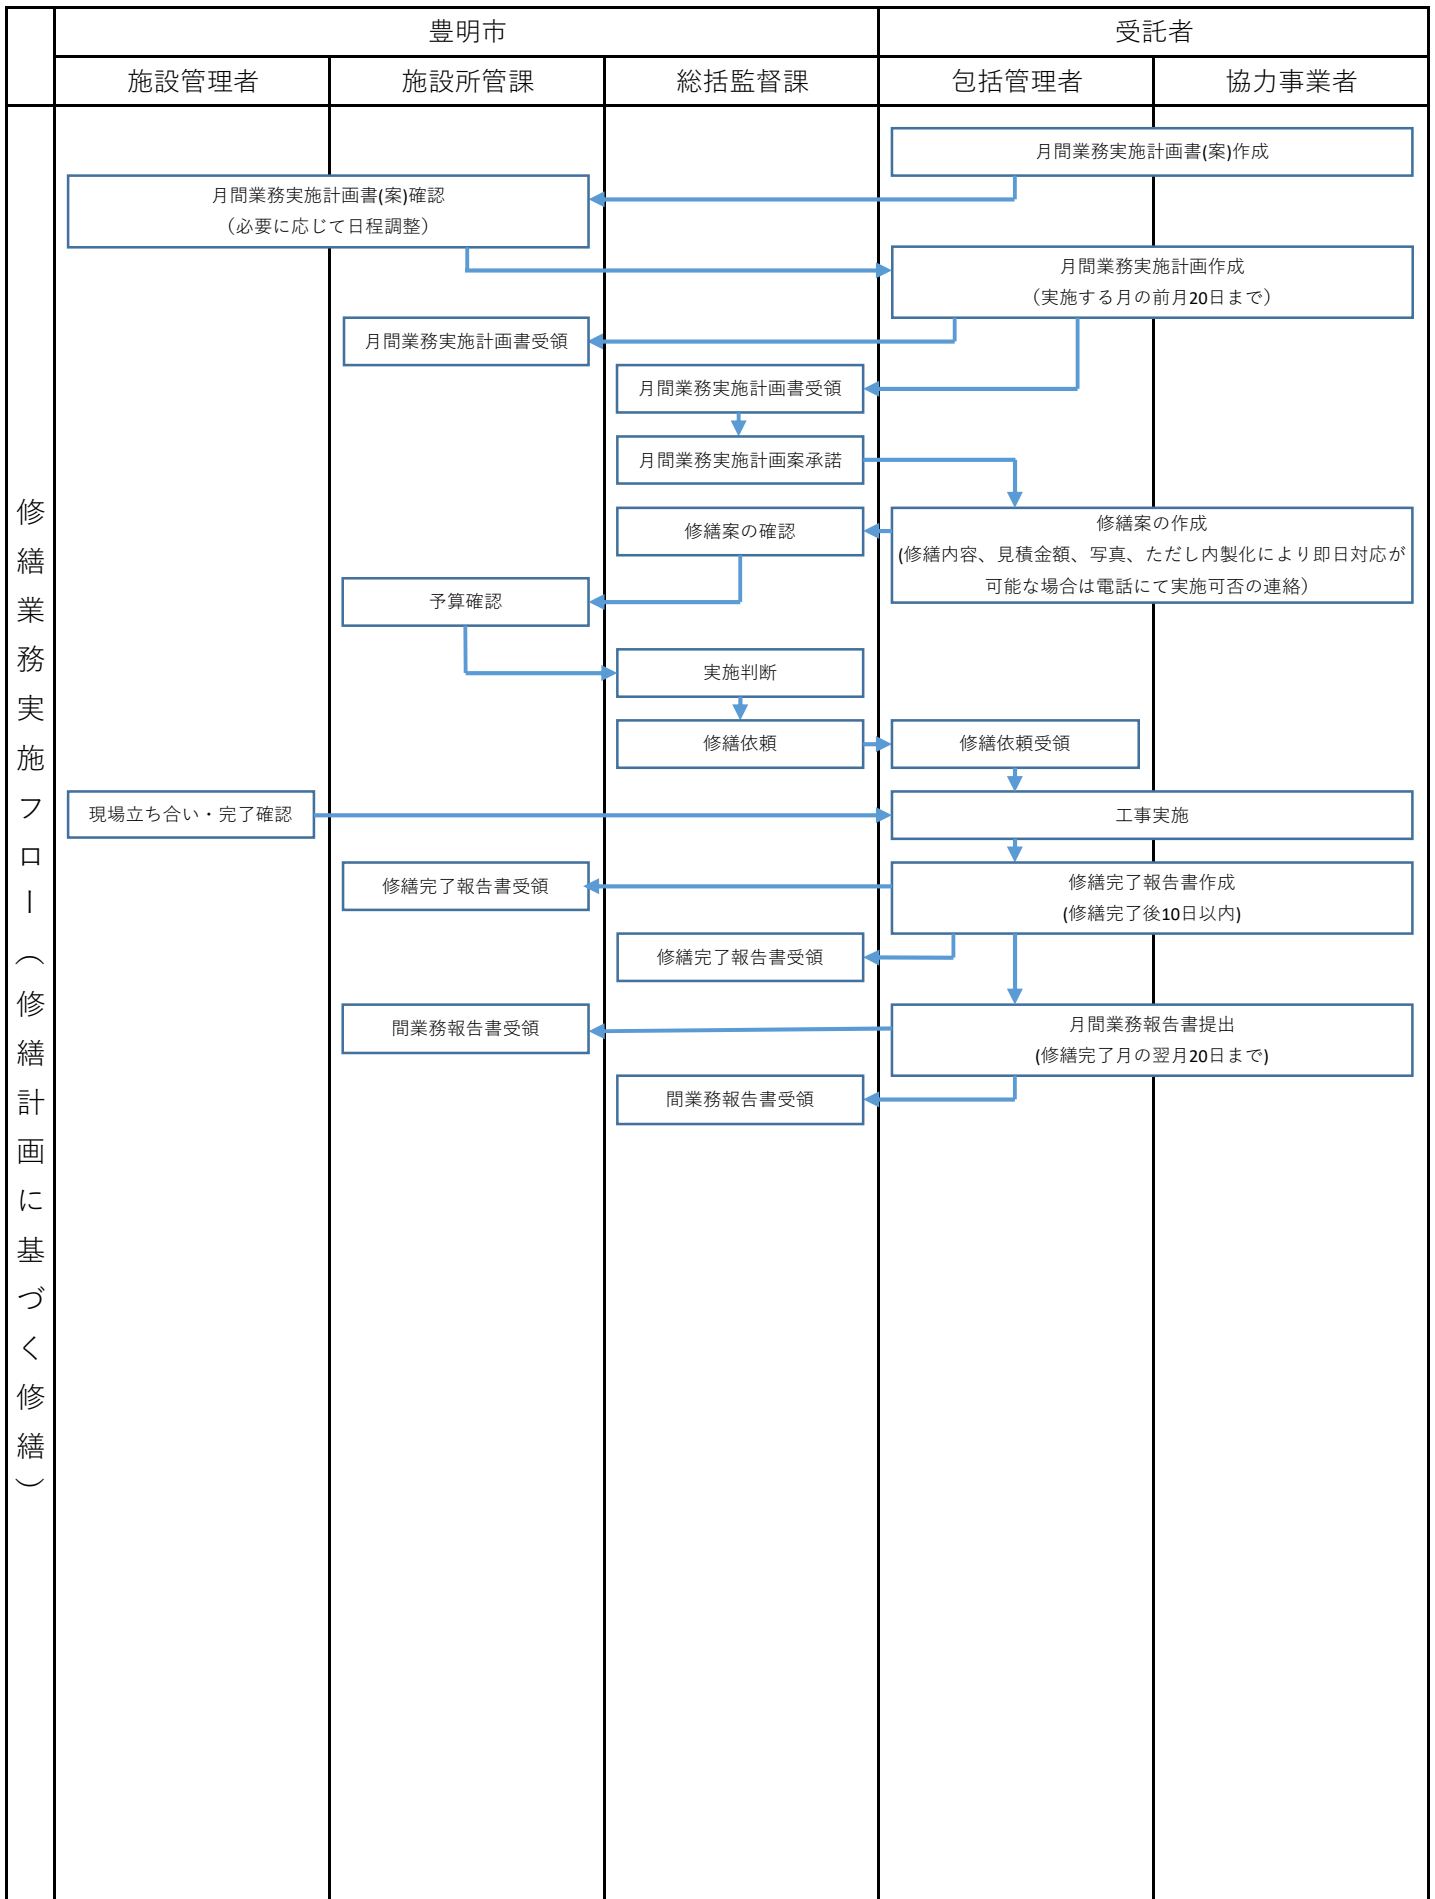 豊明市
受託者
施設管理者
施設所管課
総括監督課
包括管理者
協力事業者
修繕業務実施フロー（修繕計画に基づく修繕）
月間業務実施計画書(案)作成
月間業務実施計画書(案)確認
（必要に応じて日程調整）
月間業務実施計画作成
（実施する月の前月20日まで）
月間業務実施計画書受領
月間業務実施計画書受領
月間業務実施計画案承諾
修繕案の確認
修繕案の作成
(修繕内容、見積金額、写真、ただし内製化により即日対応が
可能な場合は電話にて実施可否の連絡）
予算確認
実施判断
修繕依頼
修繕依頼受領
現場立ち合い・完了確認
工事実施
修繕完了報告書受領
修繕完了報告書作成
(修繕完了後10日以内)
修繕完了報告書受領
間業務報告書受領
月間業務報告書提出
(修繕完了月の翌月20日まで)
間業務報告書受領